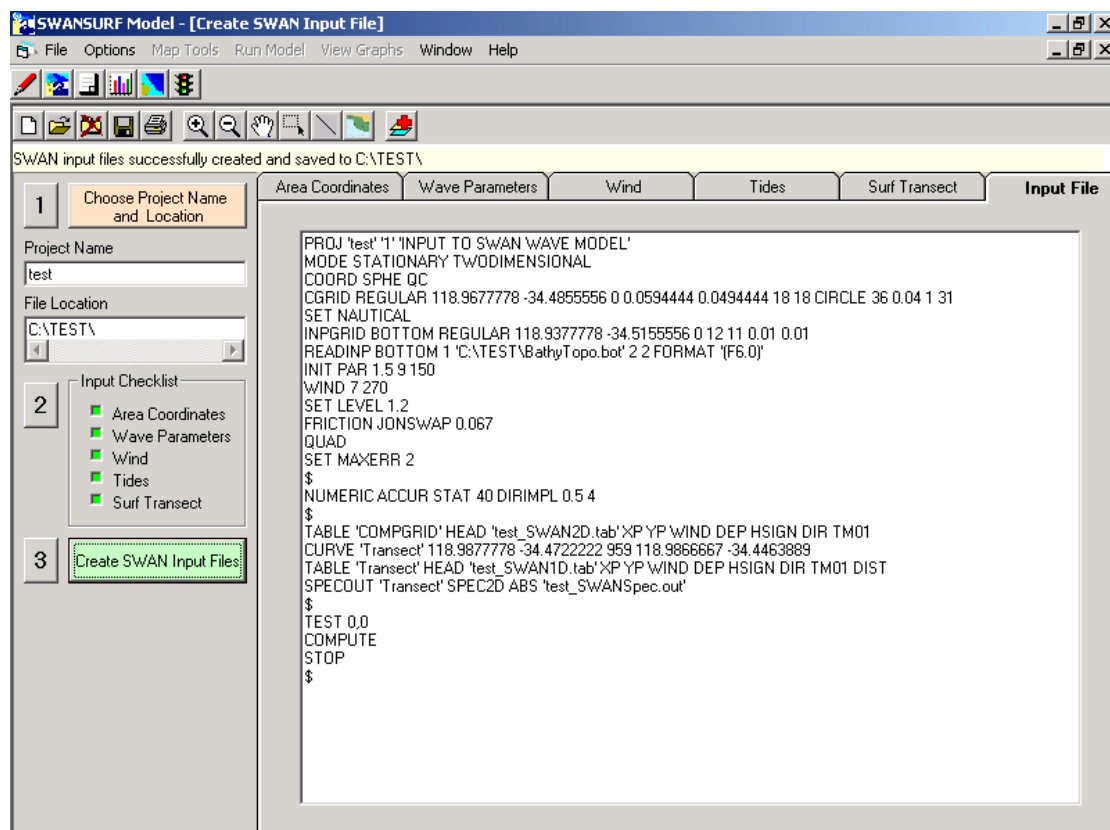 SWANSURF Model - [Create SWAN Input File]
File Options Map Tools Run Model View Graphs Window Help
SWAN input files successfully created and saved to C:\TEST\
1
Choose Project Name
and Location
Project Name
test
File Location
C:\TEST\
2
Input Checklist
Area Coordinates
Wave Parameters
Wind
Tides
Surf Transect
3
Create SWAN Input Files
Area Coordinates Wave Parameters Wind Tides Surf Transect Input File
PROJ 'test' '1' 'INPUT TO SWAN WAVE MODEL'
MODE STATIONARY TWODIMENSIONAL
COORD SPHE QC
CGRID REGULAR 118.9677778 -34.4855556 0 0.0594444 0.0494444 18 18 CIRCLE 36 0.04 1 31
SET NAUTICAL
INPGRID BOTTOM REGULAR 118.9377778 -34.5155556 0 12 11 0.01 0.01
READINP BOTTOM 1 'C:\TEST\BathyTopo.bot' 2 2 FORMAT '(F6.0)'
INIT PAR 1.5 9 150
WIND 7 270
SET LEVEL 1.2
FRICTION JONSWAP 0.067
QUAD
SET MAXERR 2
$
NUMERIC ACCUR STAT 40 DIRIMPL 0.5 4
$
TABLE 'COMPGRID' HEAD 'test_SWAN2D.tab' XP YP WIND DEP HSIGN DIR TM01
CURVE 'Transect' 118.9877778 -34.4722222 959 118.9866667 -34.4463889
TABLE 'Transect' HEAD 'test_SWAN1D.tab' XP YP WIND DEP HSIGN DIR TM01 DIST
SPECOUT 'Transect' SPEC2D ABS 'test_SWANSpec.out'
$
TEST 0,0
COMPUTE
STOP
$